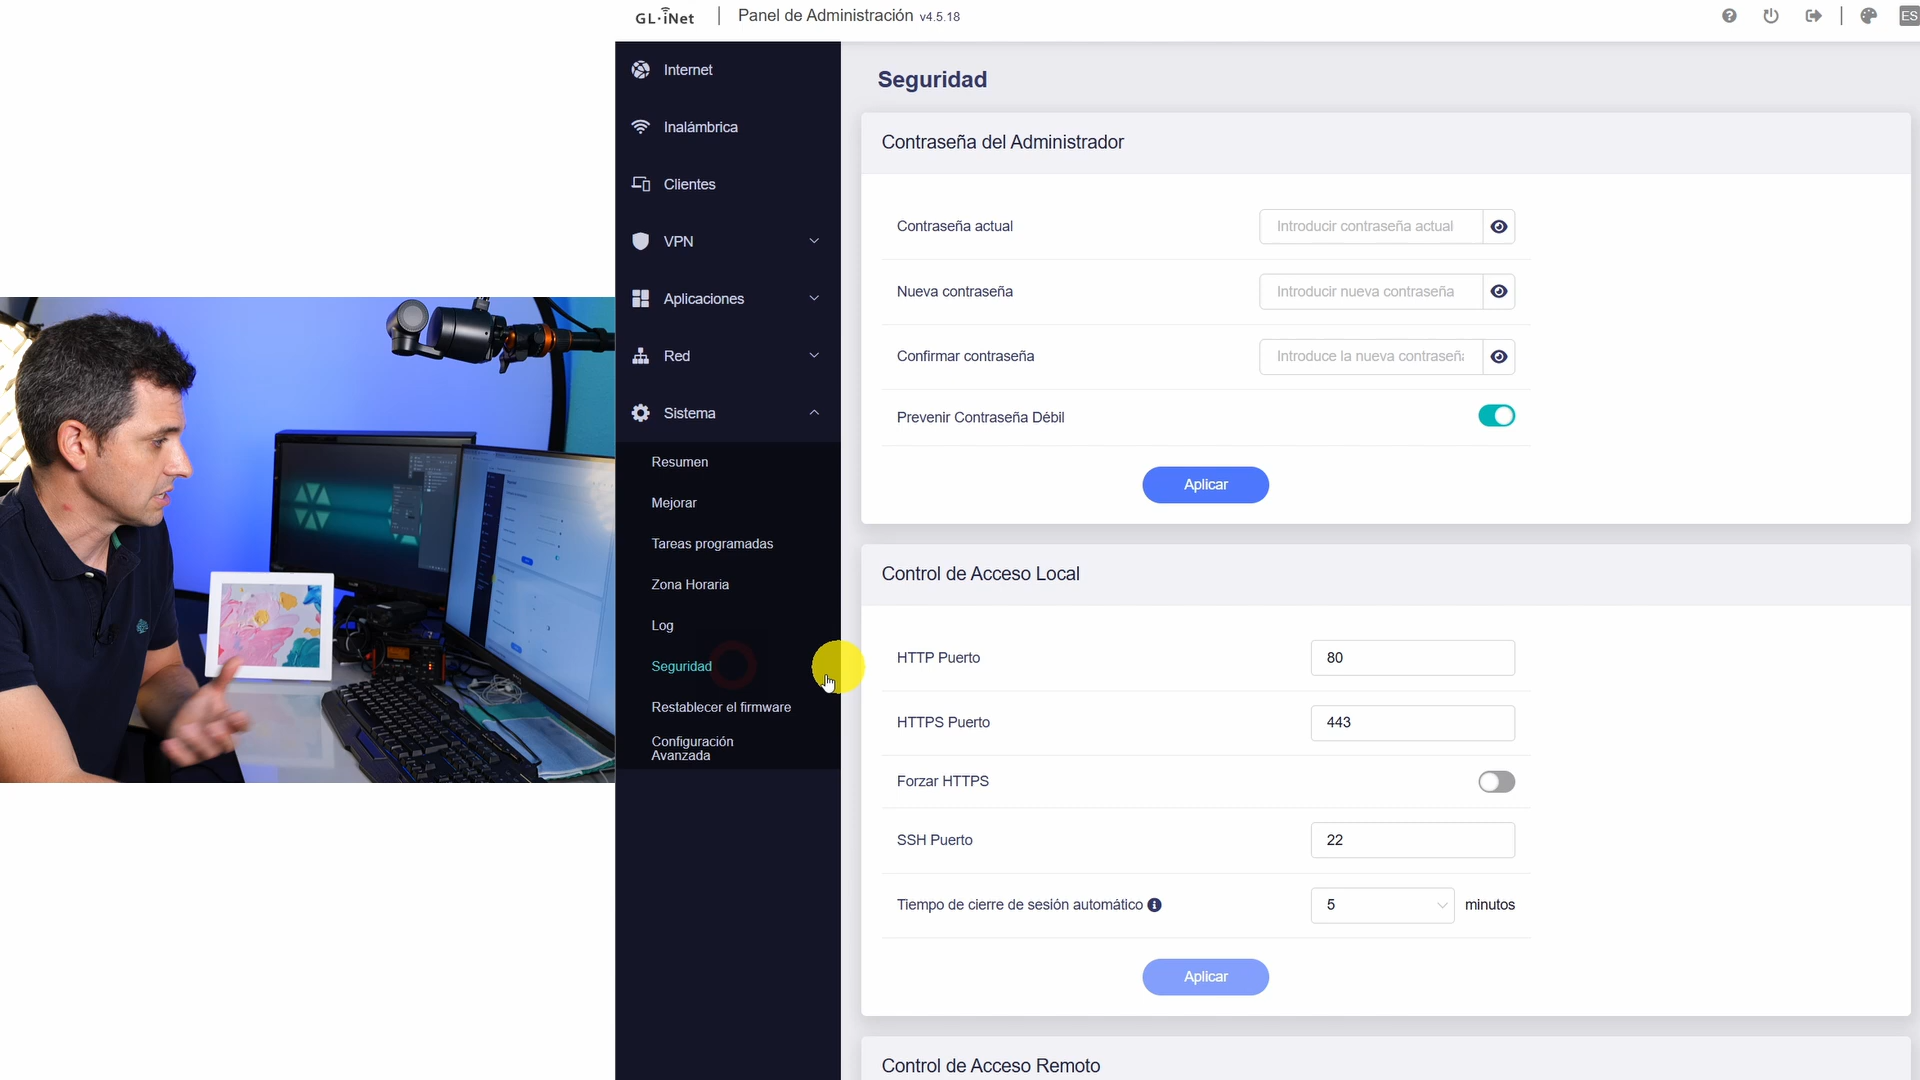 GL·iNet
Panel de Administración v4.5.18
ES
Internet
Inalámbrica
Clientes
VPN
Aplicaciones
Red
Sistema
Resumen
Mejorar
Tareas programadas
Zona Horaria
Log
Seguridad
Restablecer el firmware
Configuración
Avanzada
Seguridad
Contraseña del Administrador
Contraseña actual
Introducir contraseña actual
Nueva contraseña
Introducir nueva contraseña
Confirmar contraseña
Introduce la nueva contraseña
Prevenir Contraseña Débil
Aplicar
Control de Acceso Local
HTTP Puerto
80
HTTPS Puerto
443
Forzar HTTPS
SSH Puerto
22
Tiempo de cierre de sesión automático
5
minutos
Aplicar
Control de Acceso Remoto